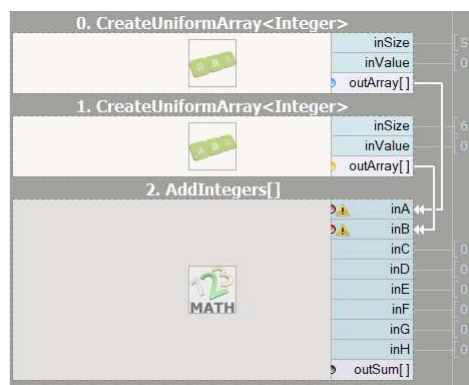 0. CreateUniformArray<Integer>
inSize
5
inValue
0
outArray[]
1. CreateUniformArray<Integer>
inSize
6
inValue
0
outArray[]
2. AddIntegers[]
inA
inB
inC
0
inD
0
inE
0
inF
0
inG
0
inH
0
123
MATH
outSum[]